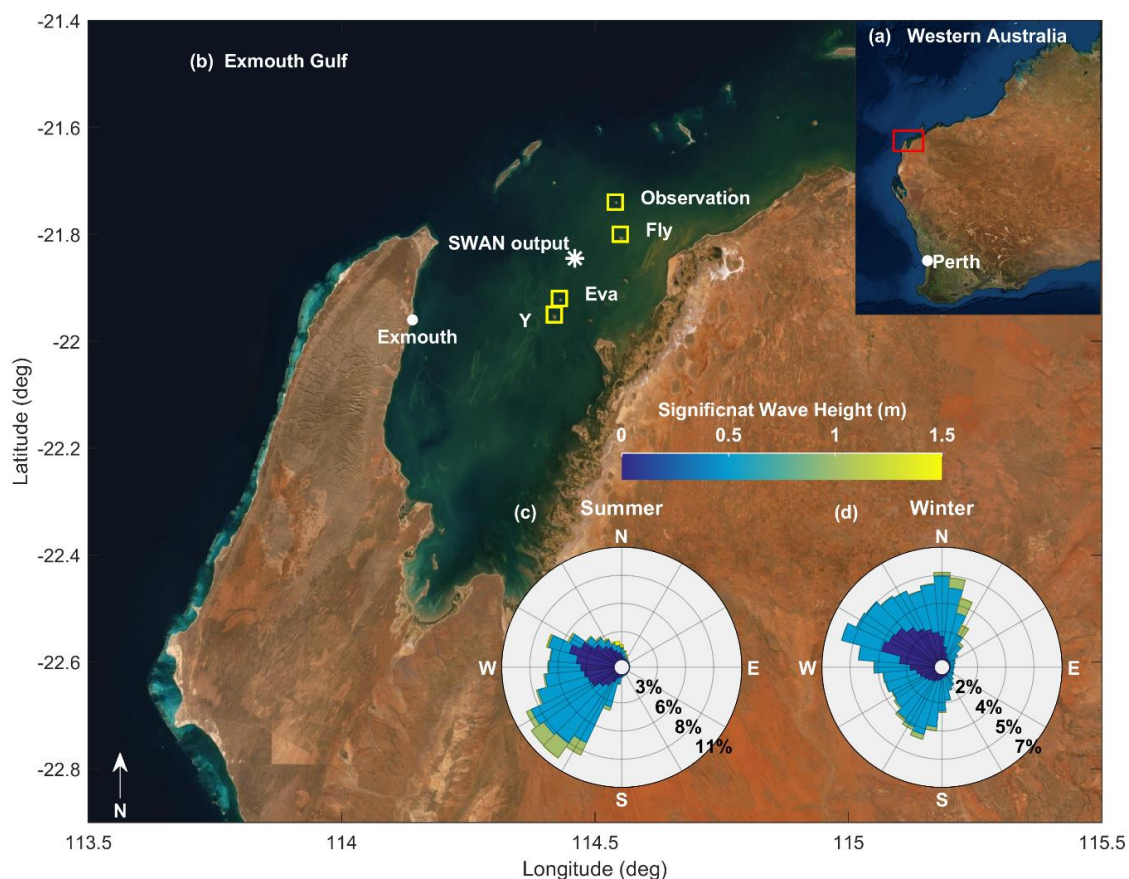 -21.4
-21.6
-21.8
-22
-22.2
-22.4
-22.6
-22.8
Latitude (deg)
113.5
114
114.5
115
115.5
Longitude (deg)
(b) Exmouth Gulf
(a) Western Australia
Perth
Observation
Fly
SWAN output
Eva
Y
Exmouth
Significnat Wave Height (m)
0
0.5
1
1.5
(c) Summer
N
W
E
S
3%
6%
8%
11%
(d) Winter
N
W
E
S
2%
4%
5%
7%
N